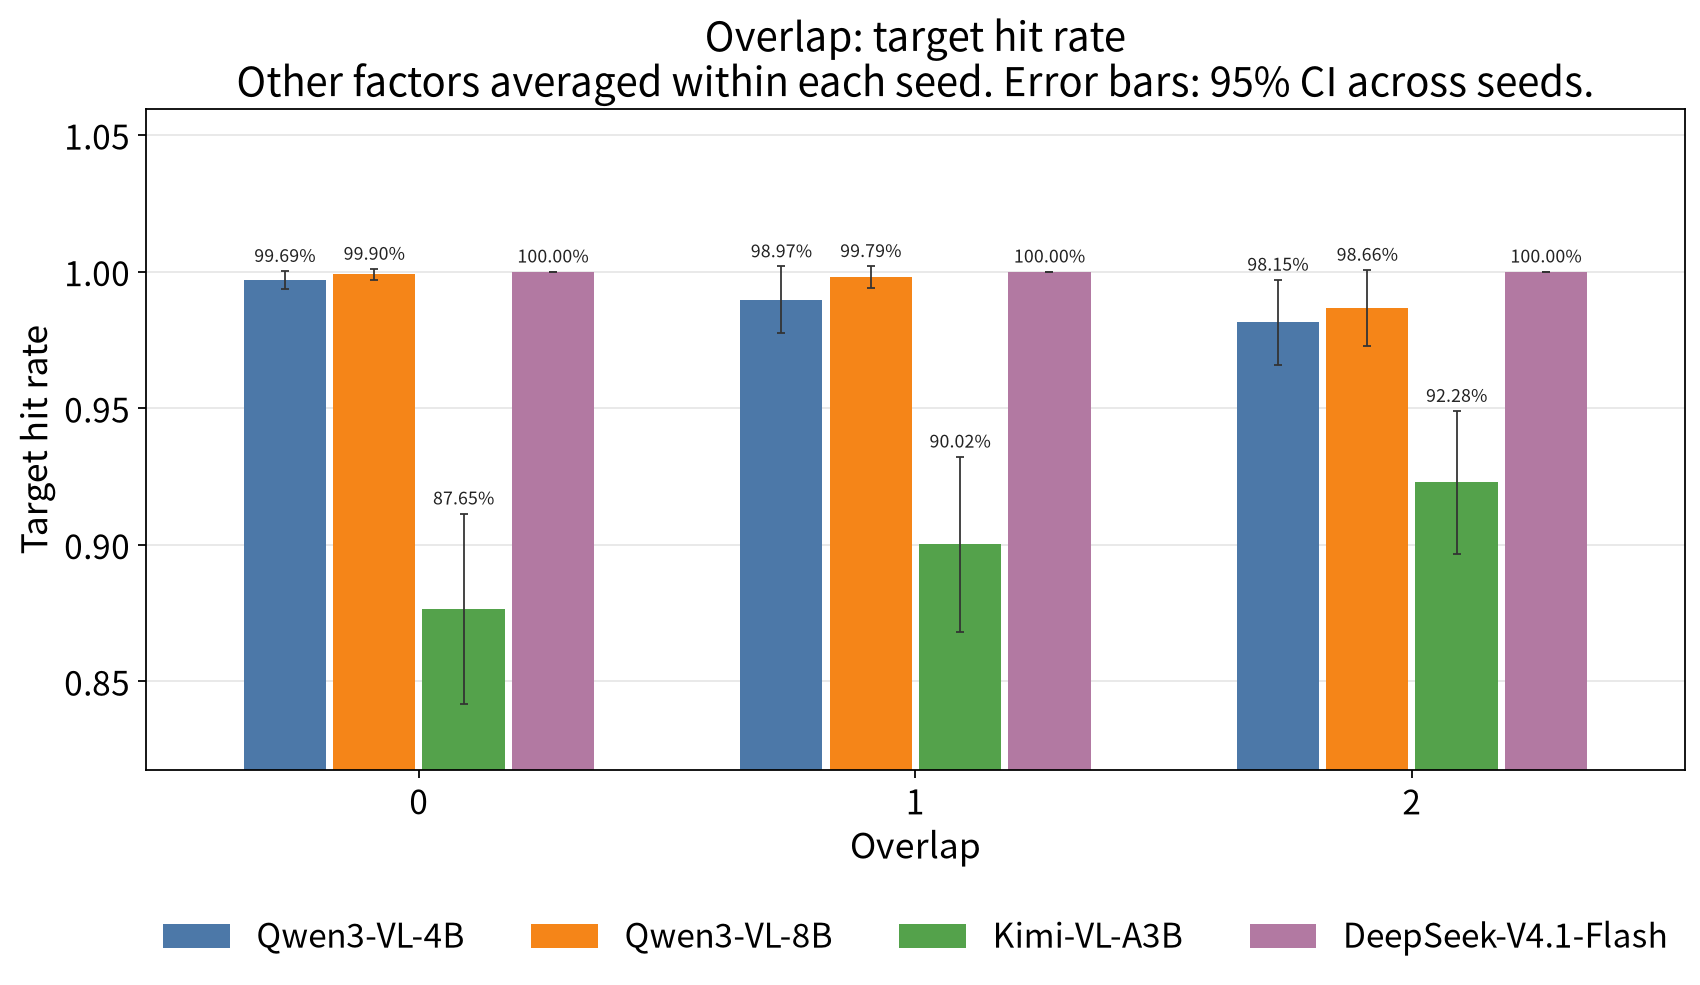 Overlap: target hit rate
Other factors averaged within each seed. Error bars: 95% CI across seeds.
1.05
1.00
0.95
0.90
0.85
Target hit rate
99.69%
99.90%
87.65%
100.00%
98.97%
99.79%
90.02%
100.00%
98.15%
98.66%
92.28%
100.00%
0
1
2
Overlap
Qwen3-VL-4B
Qwen3-VL-8B
Kimi-VL-A3B
DeepSeek-V4.1-Flash